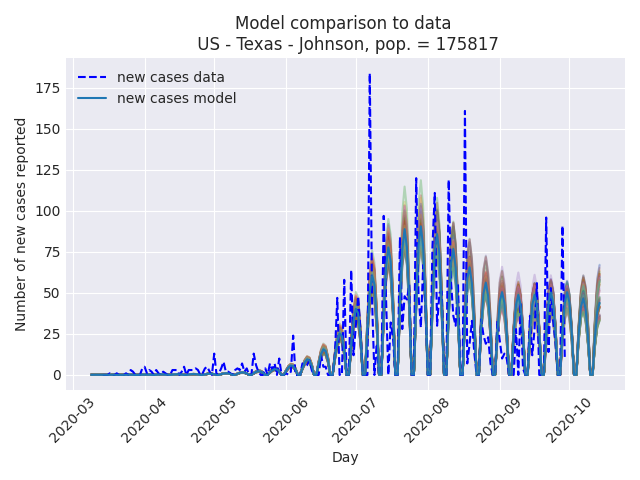 Model comparison to data
US - Texas - Johnson, pop. = 175817
new cases data
new cases model
Number of new cases reported
175
150
125
100
75
50
25
0
2020-03
2020-04
2020-05
2020-06
2020-07
2020-08
2020-09
2020-10
Day